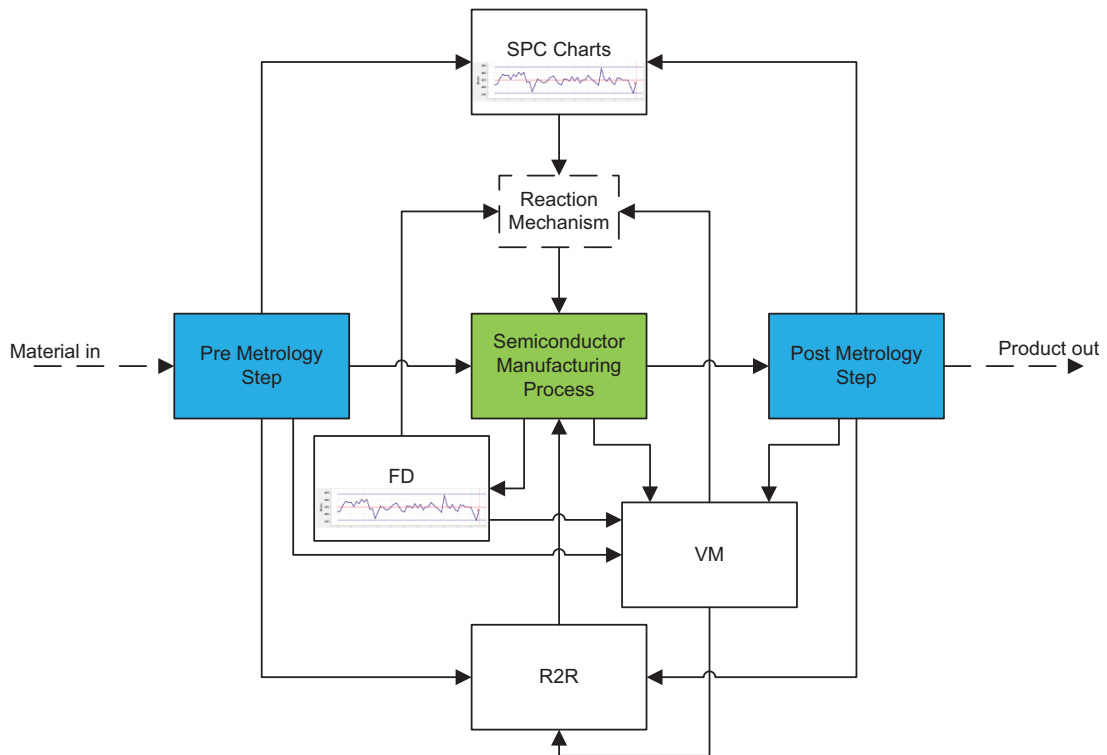 SPC Charts
Reaction
Mechanism
Material in
Pre Metrology
Step
Semiconductor
Manufacturing
Process
Post Metrology
Step
Product out
FD
VM
R2R